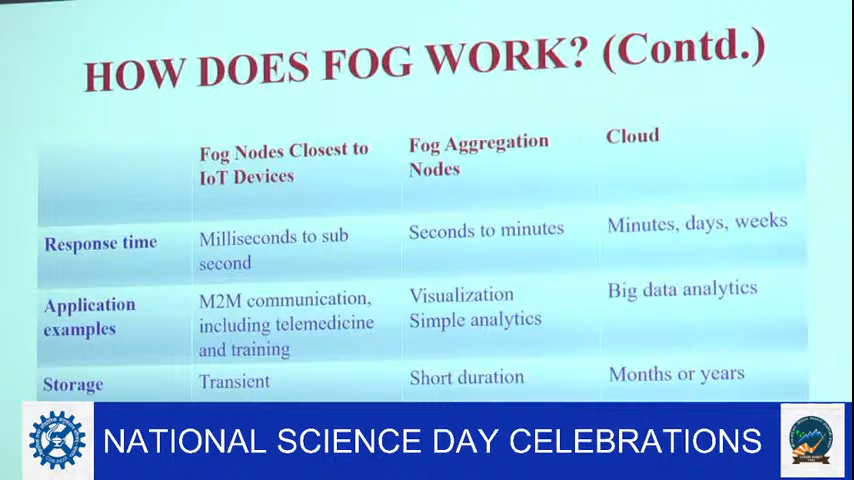 HOW DOES FOG WORK? (Contd.)
Fog Nodes Closest to IoT Devices
Fog Aggregation Nodes
Cloud
Response time
Milliseconds to sub second
Seconds to minutes
Minutes, days, weeks
Application examples
M2M communication, including telemedicine and training
Visualization
Simple analytics
Big data analytics
Storage
Transient
Short duration
Months or years
NATIONAL SCIENCE DAY CELEBRATIONS